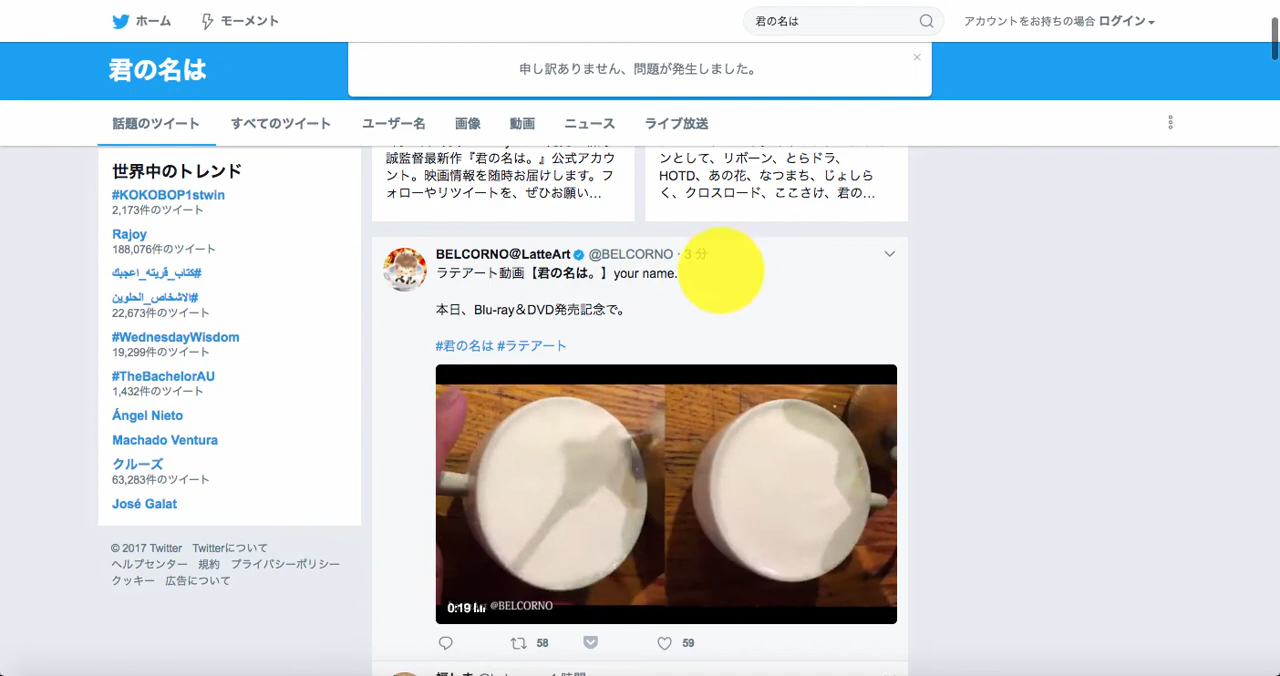 ホーム
モーメント
君の名は
アカウントをお持ちの場合 ログイン
君の名は
申し訳ありません、問題が発生しました。
×
話題のツイート
すべてのツイート
ユーザー名
画像
動画
ニュース
ライブ放送
世界中のトレンド
#KOKOBOP1stwin
2,173件のツイート
Rajoy
188,076件のツイート
#كتاب_قريته_اعجبك
#الاشخاص_الحلوين
22,673件のツイート
#WednesdayWisdom
19,299件のツイート
#TheBachelorAU
1,432件のツイート
Ángel Nieto
Machado Ventura
クルーズ
63,283件のツイート
José Galat
© 2017 Twitter Twitterについて
ヘルプセンター 規約 プライバシーポリシー
クッキー 広告について
誠監督最新作『君の名は。』公式アカウ
ント。映画情報を随時お届けします。フ
ォローやリツイートを、ぜひお願い...
ンとして、リボーン、とらドラ、
HOTD、あの花、なつまち、じょしら
く、クロスロード、ここさけ、君の...
BELCORNO@LatteArt @BELCORNO · 3 分
ラテアート動画【君の名は。】your name.
本日、Blu-ray＆DVD発売記念で。
#君の名は #ラテアート
0:19 @BELCORNO
58
59